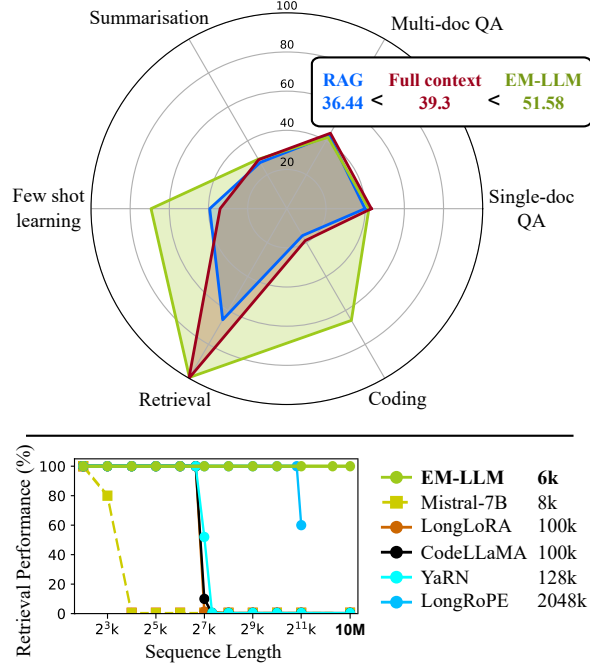 100
Summarisation
Multi-doc QA
80
60
RAG Full context EM-LLM
36.44 < 39.3 < 51.58
40
20
Few shot
learning
Single-doc
QA
Retrieval
Coding
Retrieval Performance (%)
100
80
60
40
20
0
2³k 2⁵k 2⁷k 2⁹k 2¹¹k 10M
Sequence Length
EM-LLM 6k
Mistral-7B 8k
LongLoRA 100k
CodeLLaMA 100k
YaRN 128k
LongRoPE 2048k